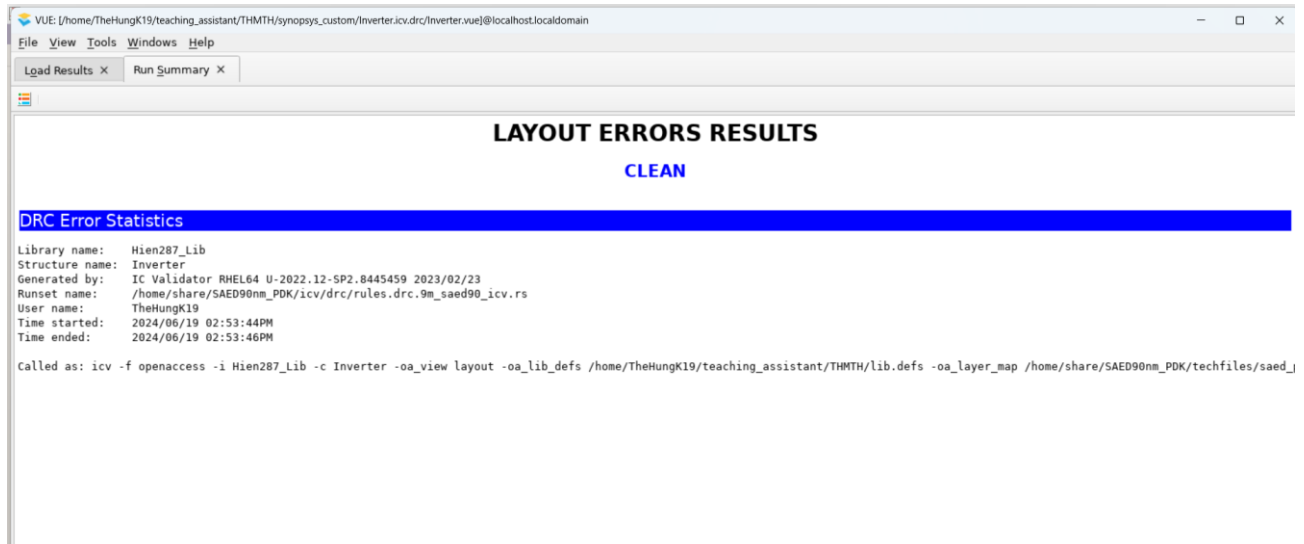 VUE: [/home/TheHungK19/teaching_assistant/THMTH/synopsys_custom/Inverter.icv.drc/Inverter.vue]@localhost.localdomain
File View Tools Windows Help
Load Results × Run Summary ×
LAYOUT ERRORS RESULTS
CLEAN
DRC Error Statistics
Library name: Hien287_Lib
Structure name: Inverter
Generated by: IC Validator RHEL64 U-2022.12-SP2.8445459 2023/02/23
Runset name: /home/share/SAED90nm_PDK/icv/drc/rules.drc.9m_saed90_icv.rs
User name: TheHungK19
Time started: 2024/06/19 02:53:44PM
Time ended: 2024/06/19 02:53:46PM
Called as: icv -f openaccess -i Hien287_Lib -c Inverter -oa_view layout -oa_lib_defs /home/TheHungK19/teaching_assistant/THMTH/lib.defs -oa_layer_map /home/share/SAED90nm_PDK/techfiles/saed_